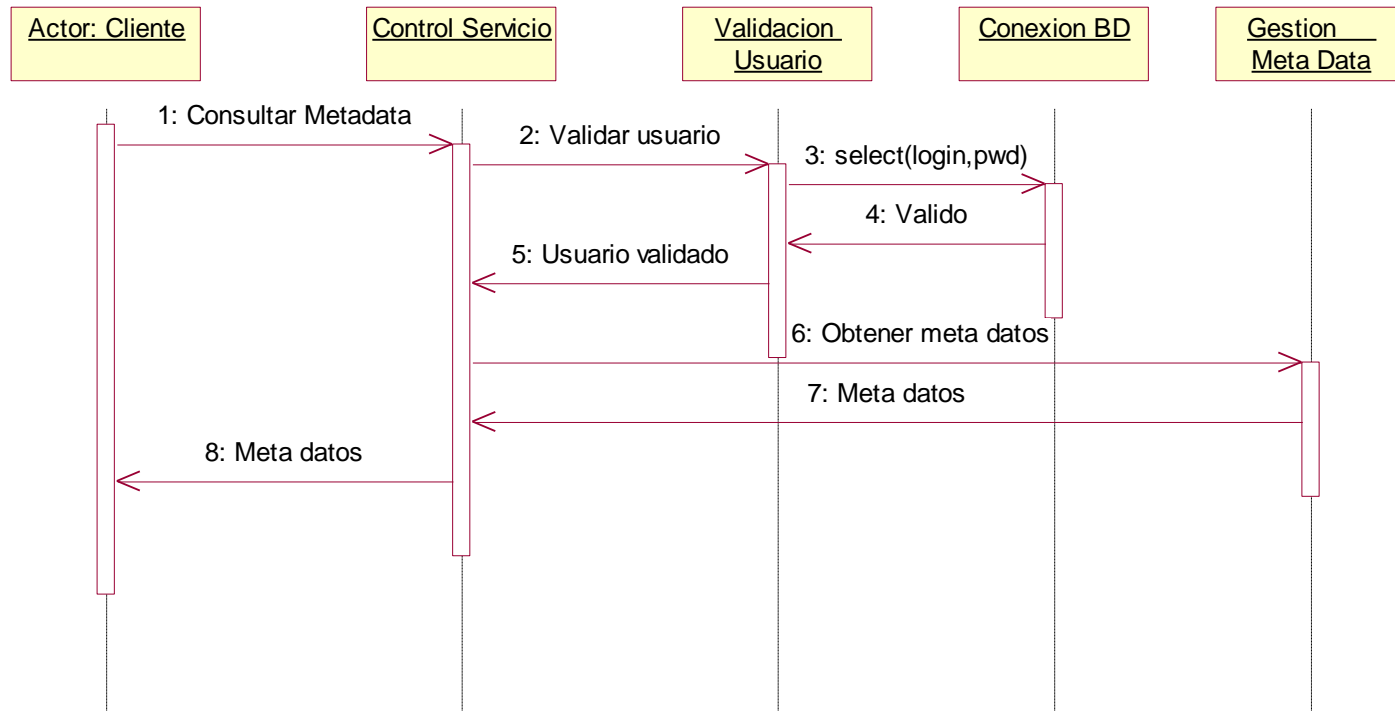 Actor: Cliente
Control Servicio
Validacion
Usuario
Conexion BD
Gestion
Meta Data
1: Consultar Metadata
2: Validar usuario
3: select(login,pwd)
4: Valido
5: Usuario validado
6: Obtener meta datos
7: Meta datos
8: Meta datos